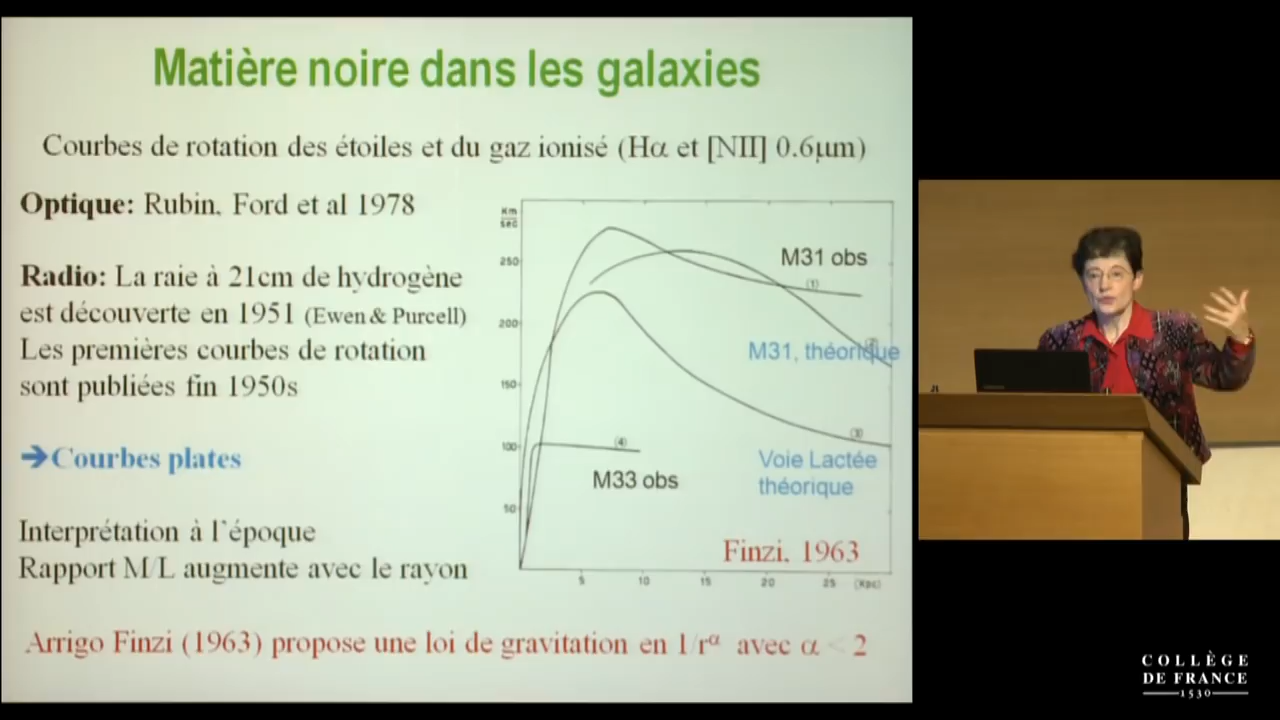 Matière noire dans les galaxies
Courbes de rotation des étoiles et du gaz ionisé (Hα et [NII] 0.6μm)
Optique: Rubin, Ford et al 1978
Radio: La raie à 21cm de hydrogène
est découverte en 1951 (Ewen & Purcell)
Les premières courbes de rotation
sont publiées fin 1950s
➔Courbes plates
Interprétation à l'époque
Rapport M/L augmente avec le rayon
Km
sec
250
200
150
100
50
5
10
15
20
25
(Kpc)
M31 obs
(1)
M31, théorique
(3)
Voie Lactée
théorique
(4)
M33 obs
Finzi, 1963
Arrigo Finzi (1963) propose une loi de gravitation en 1/rα avec α < 2
COLLÈGE
DE FRANCE
1530